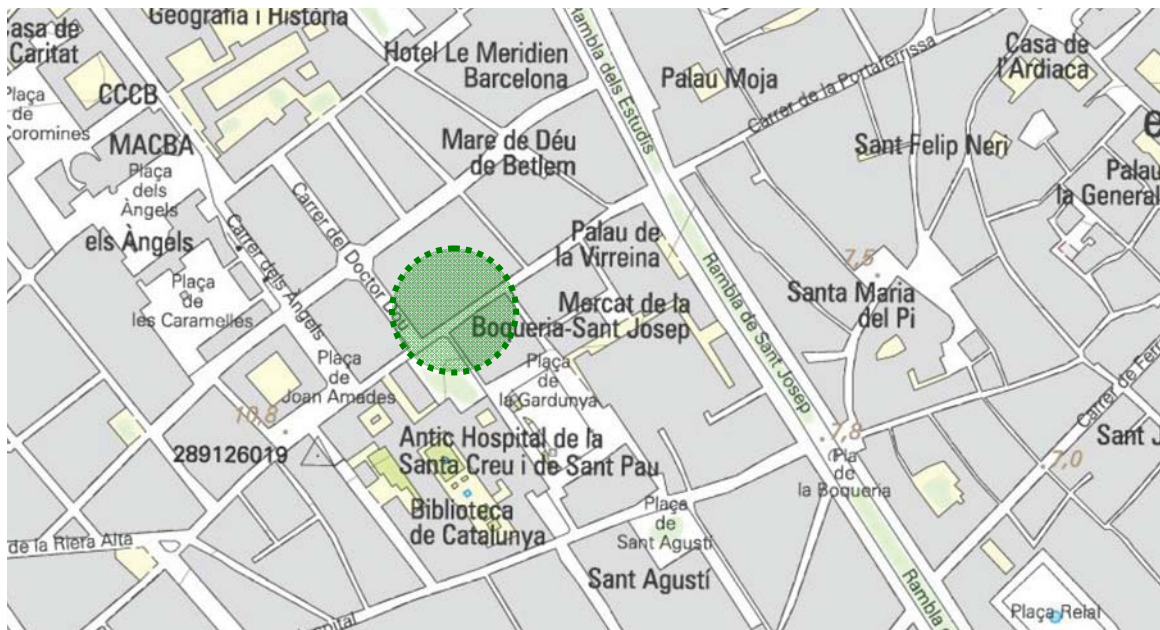 Geografia i Història
Casa de
Caritat
Hotel Le Meridien
Barcelona
Rambla dels Estudis
Palau Moja
Carrer de la Portaferrissa
Casa de
l'Ardiaca
CCCB
Plaça
de
Coromines
MACBA
Plaça
dels
Àngels
Mare de Déu
de Betlem
Sant Felip Neri
Palau
la General
els Àngels
Carrer dels Àngels
Carrer del Doctor Dou
Plaça
de
les Caramelles
Palau de
la Virreina
Mercat de la
Boqueria-Sant Josep
Rambla de Sant Josep
7,5
Santa Maria
del Pi
Plaça
de
Joan Amades
Plaça
de
la Gardunya
10,8
289126019
Antic Hospital de la
Santa Creu i de Sant Pau
Biblioteca
de Catalunya
7,8
Pla
de
la Boqueria
Carrer de Ferr
Sant J
7,0
de la Riera Alta
Plaça
de
Sant Agustí
Sant Agustí
Rambla
Plaça Reial